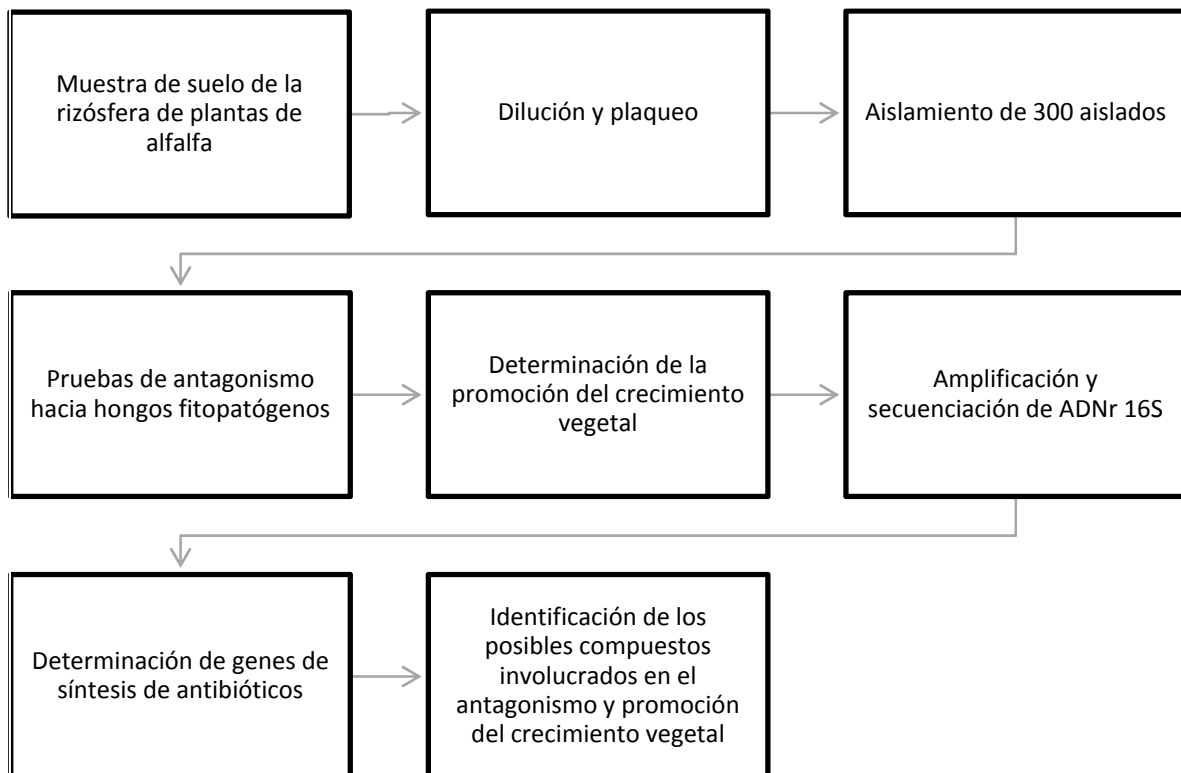 Muestra de suelo de la
rizósfera de plantas de
alfalfa
Dilución y plaqueo
Aislamiento de 300 aislados
Pruebas de antagonismo
hacia hongos fitopatógenos
Determinación de la
promoción del crecimiento
vegetal
Amplificación y
secuenciación de ADNr 16S
Determinación de genes de
síntesis de antibióticos
Identificación de los
posibles compuestos
involucrados en el
antagonismo y promoción
del crecimiento vegetal